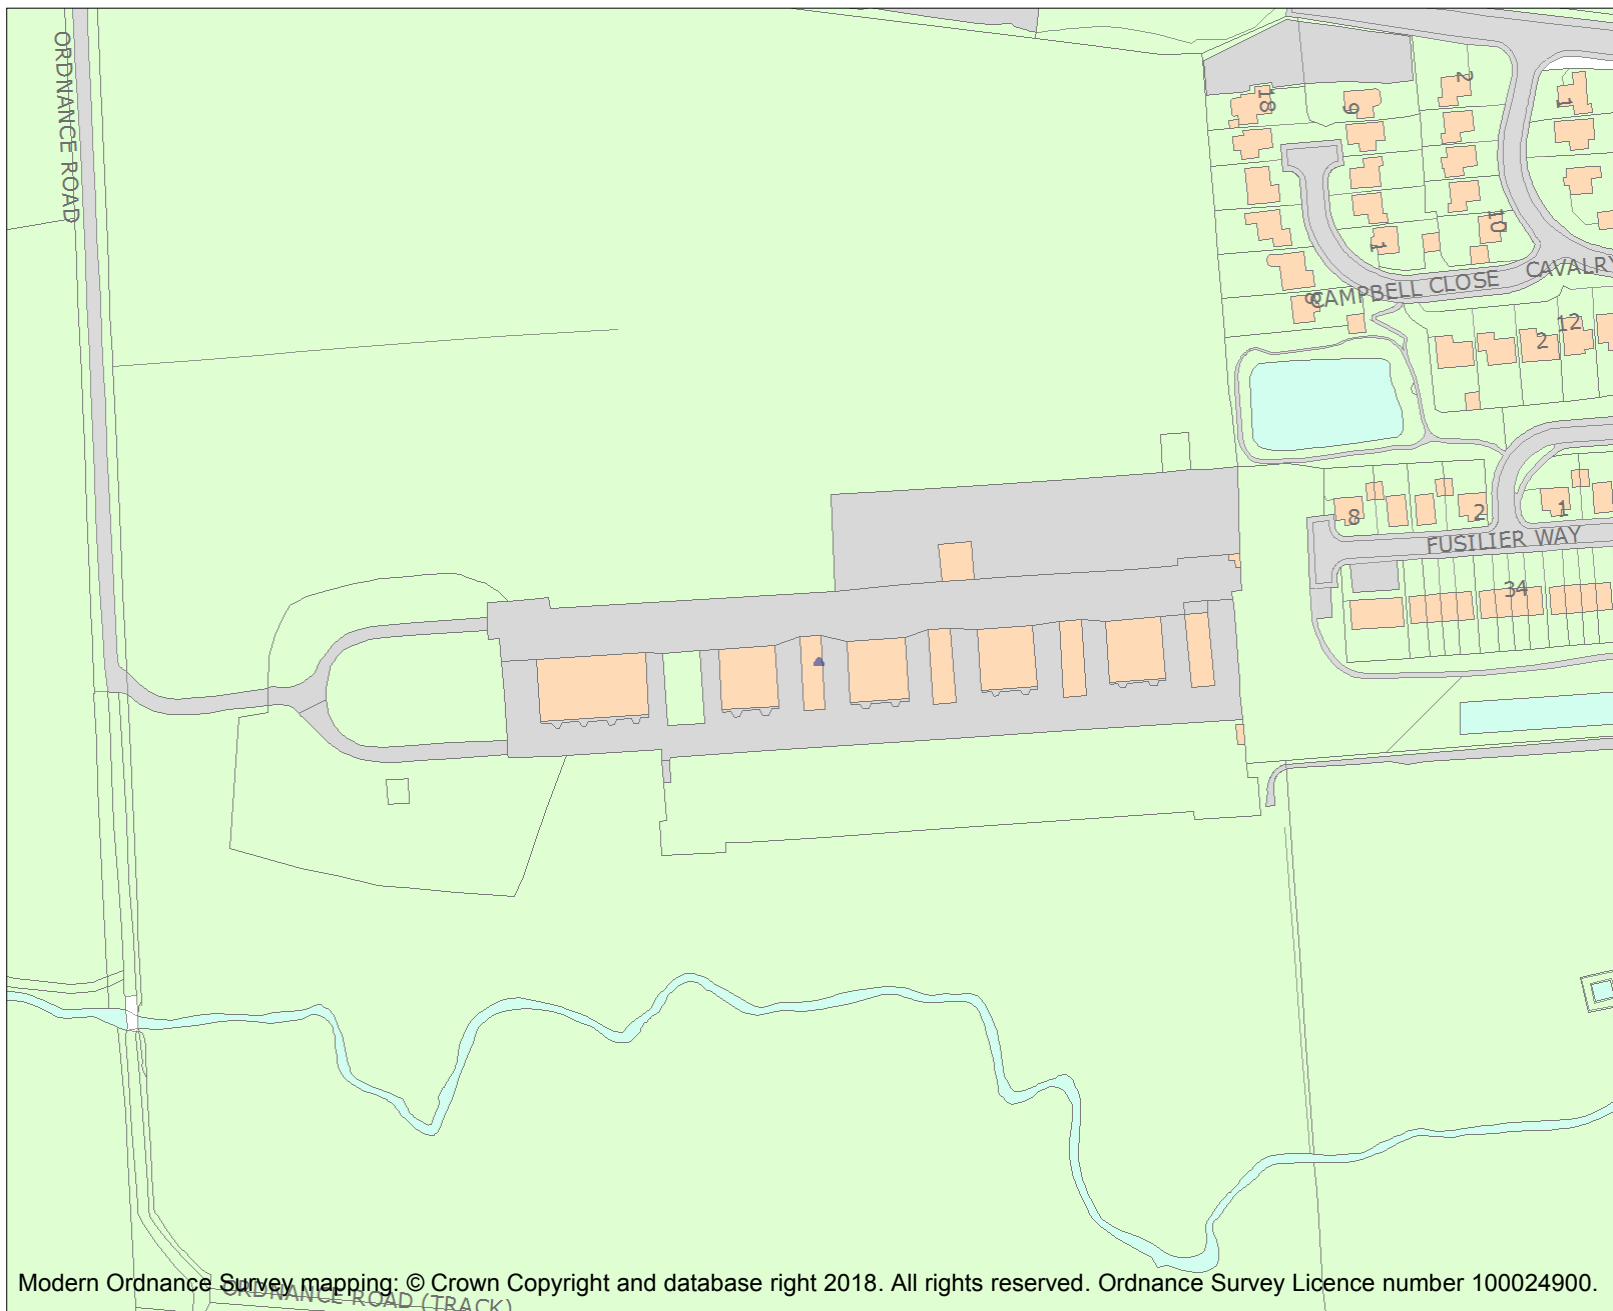 ORDNANCE ROAD
18
9
2
1
1
10
8
CAMPBELL CLOSE
CAVALRY
12
2
8
2
1
FUSILIER WAY
34
ORDNANCE ROAD (TRACK)
Modern Ordnance Survey mapping: © Crown Copyright and database right 2018. All rights reserved. Ordnance Survey Licence number 100024900.